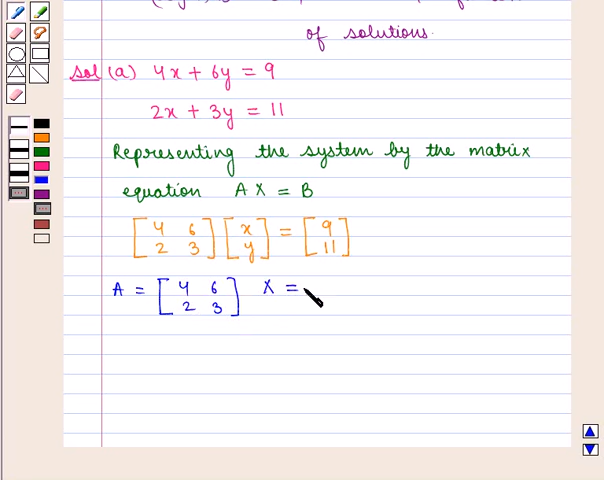 of solutions.
Sol (a) 4x + 6y = 9
2x + 3y = 11
Representing the system by the matrix
equation AX = B
[4 6 2 3] [x y] = [9 11]
A = [4 6 2 3] X =